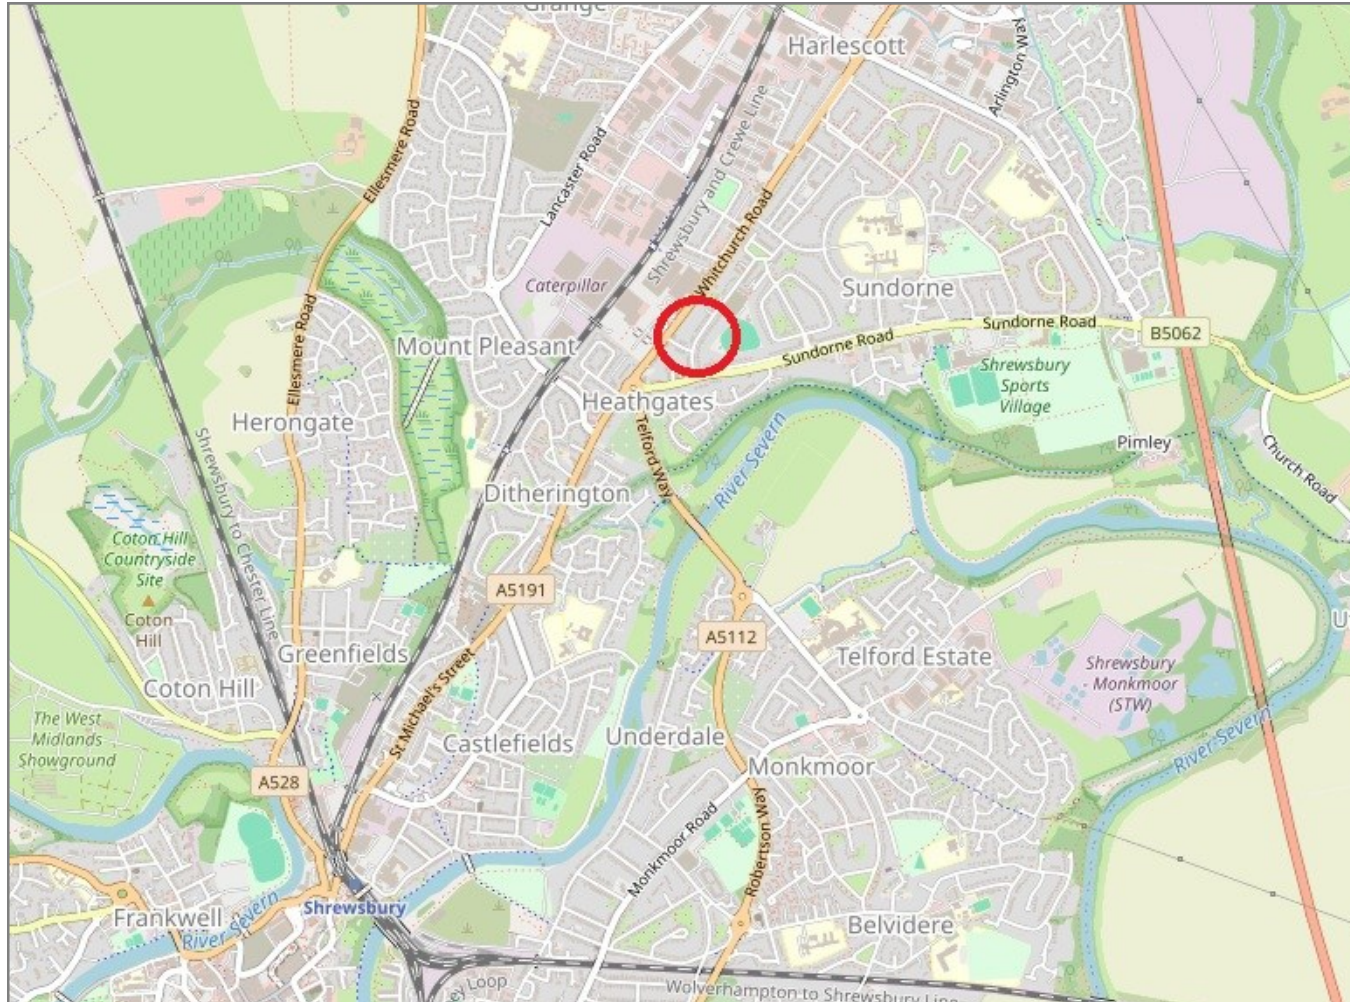 Grange
Harlescott
Arlington Way
Ellesmere Road
Lancaster Road
Shrewsbury and Crewe Line
Whitchurch Road
Caterpillar
Sundorne
Sundorne Road
Sundorne Road
B5062
Ellesmere Road
Mount Pleasant
Shrewsbury
Sports
Village
Heathgates
Herongate
Telford Way
River Severn
Pimley
Church Road
Shrewsbury to Chester Line
Ditherington
Coton Hill
Countryside
Site
A5191
Coton
Hill
A5112
Greenfields
Telford Estate
Shrewsbury
- Monkmoor
(STW)
Coton Hill
St Michael's Street
The West
Midlands
Showground
Castlefields
Underdale
River Severn
A528
Monkmoor
Monkmoor Road
Robertson Way
Shrewsbury
Frankwell
River Severn
Belvidere
Wolverhampton to Shrewsbury Line